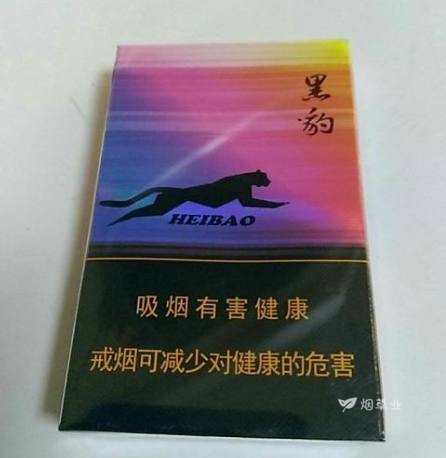 黑豹
HEIBAO
吸烟有害健康
戒烟可减少对健康的危害
烟草业